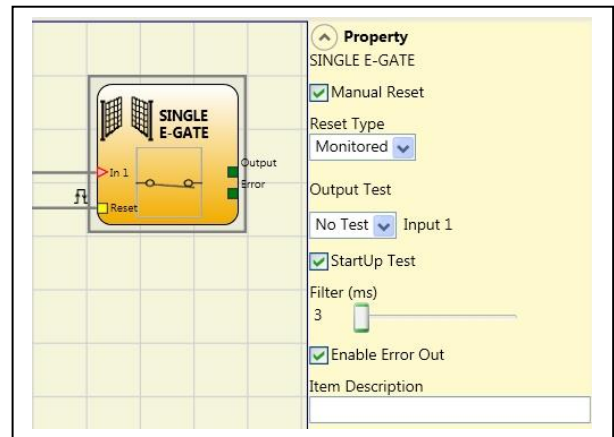 SINGLE
E-GATE
In 1
Reset
Output
Error
Property
SINGLE E-GATE
Manual Reset
Reset Type
Monitored
Output Test
No Test Input 1
StartUp Test
Filter (ms)
3
Enable Error Out
Item Description